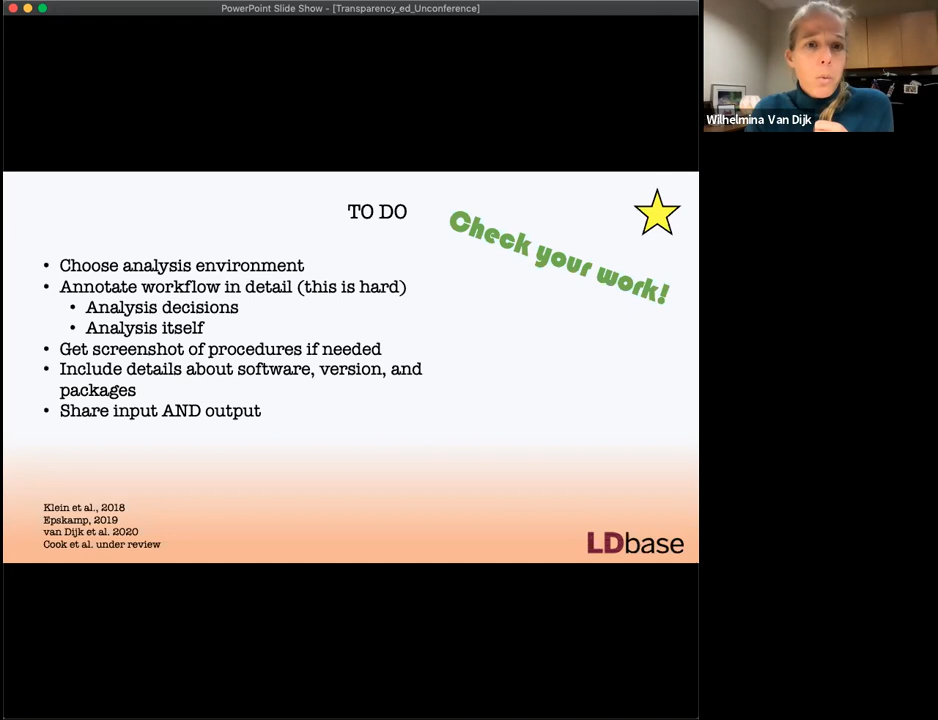 PowerPoint Slide Show - [Transparency_ed_Unconference]
Wilhelmina Van Dijk
TO DO
Check your work!
• Choose analysis environment
• Annotate workflow in detail (this is hard)
• Analysis decisions
• Analysis itself
• Get screenshot of procedures if needed
• Include details about software, version, and
packages
• Share input AND output
Klein et al., 2018
Epskamp, 2019
van Dijk et al. 2020
Cook et al. under review
LDbase